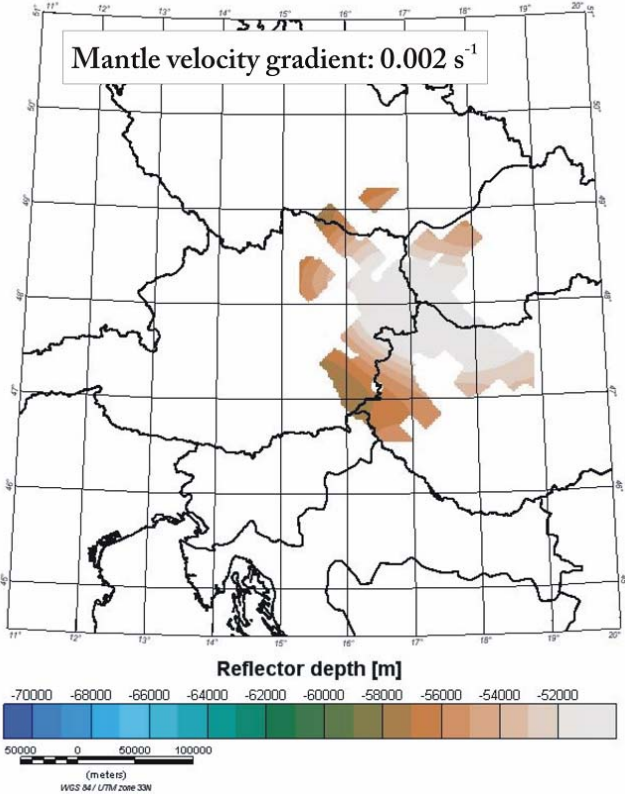 51° 11° 12° 13° 14° 15° 16° 17° 18° 19° 20° 51°
Mantle velocity gradient: 0.002 s-1
50° 50°
49° 49°
48° 48°
47° 47°
46° 46°
45°
11° 12° 13° 14° 15° 16° 17° 18° 19° 20°
Reflector depth [m]
-70000 -68000 -66000 -64000 -62000 -60000 -58000 -56000 -54000 -52000
50000 0 50000 100000
(meters)
WGS 84 / UTM zone 33N